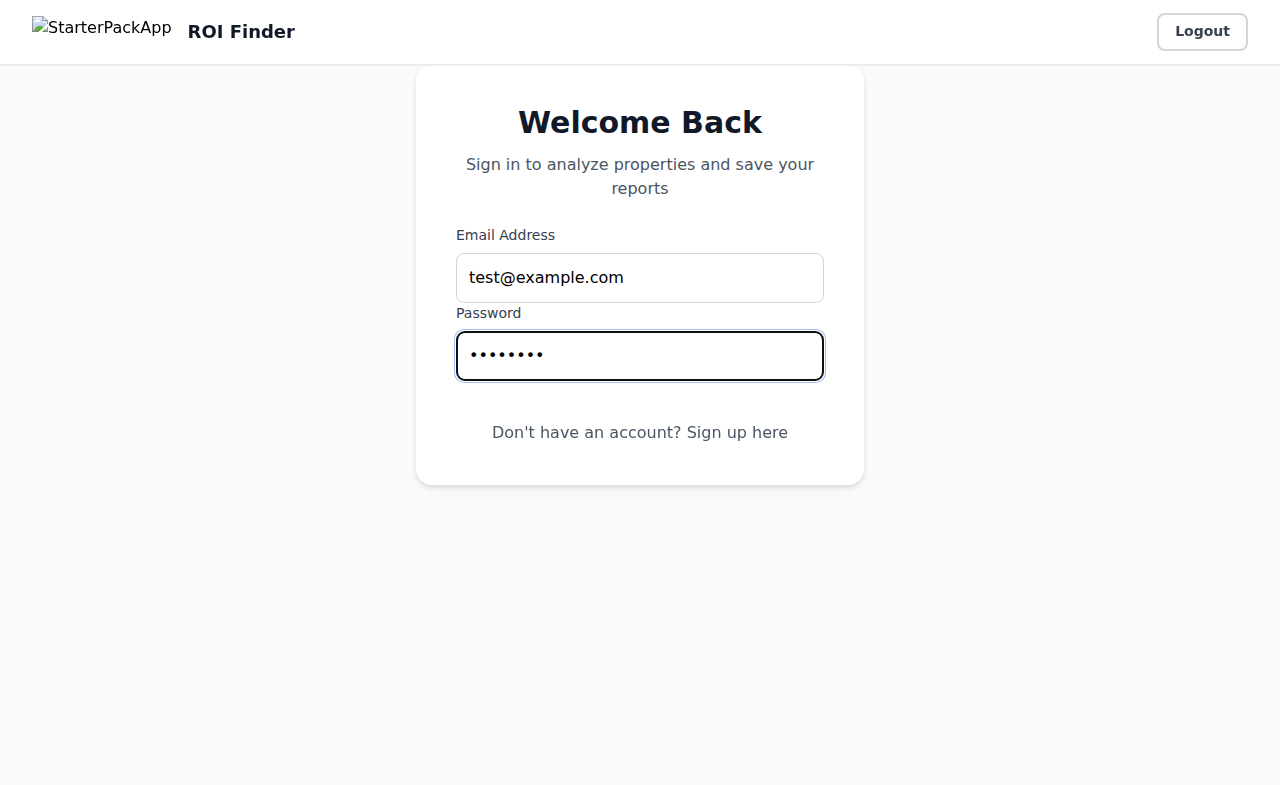 StarterPackApp ROI Finder Logout
Welcome Back
Sign in to analyze properties and save your
reports
Email Address
test@example.com
Password
••••••••
Don't have an account? Sign up here